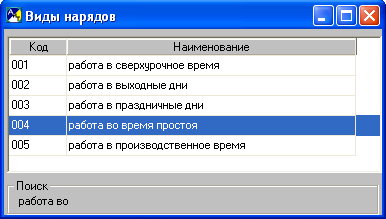 Виды нарядов
Код Наименование
001 работа в сверхурочное время
002 работа в выходные дни
003 работа в праздничные дни
004 работа во время простоя
005 работа в производственное время
Поиск
работа во